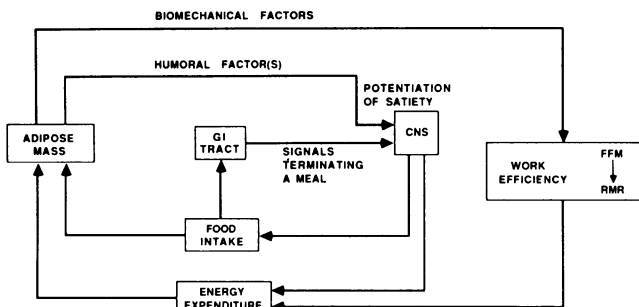 BIOMECHANICAL FACTORS
HUMORAL FACTOR(S)
POTENTIATION
OF SATIETY
ADIPOSE
MASS
GI
TRACT
SIGNALS
TERMINATING
A MEAL
CNS
WORK
EFFICIENCY
FFM
RMR
FOOD
INTAKE
ENERGY
EXPENDITURE